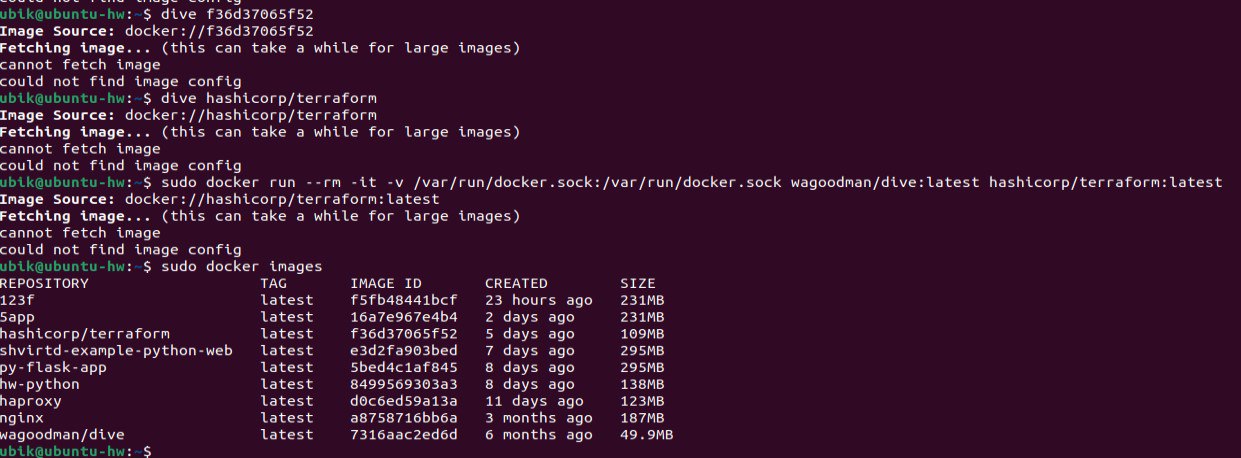 could not find image config
ubik@ubuntu-hw:~$ dive f36d37065f52
Image Source: docker://f36d37065f52
Fetching image... (this can take a while for large images)
cannot fetch image
could not find image config
ubik@ubuntu-hw:~$ dive hashicorp/terraform
Image Source: docker://hashicorp/terraform
Fetching image... (this can take a while for large images)
cannot fetch image
could not find image config
ubik@ubuntu-hw:~$ sudo docker run --rm -it -v /var/run/docker.sock:/var/run/docker.sock wagoodman/dive:latest hashicorp/terraform:latest
Image Source: docker://hashicorp/terraform:latest
Fetching image... (this can take a while for large images)
cannot fetch image
could not find image config
ubik@ubuntu-hw:~$ sudo docker images
REPOSITORY TAG IMAGE ID CREATED SIZE
123f latest f5fb48441bcf 23 hours ago 231MB
5app latest 16a7e967e4b4 2 days ago 231MB
hashicorp/terraform latest f36d37065f52 5 days ago 109MB
shvirtd-example-python-web latest e3d2fa903bed 7 days ago 295MB
py-flask-app latest 5bed4c1af845 8 days ago 295MB
hw-python latest 8499569303a3 8 days ago 138MB
haproxy latest d0c6ed59a13a 11 days ago 123MB
nginx latest a8758716bb6a 3 months ago 187MB
wagoodman/dive latest 7316aac2ed6d 6 months ago 49.9MB
ubik@ubuntu-hw:~$